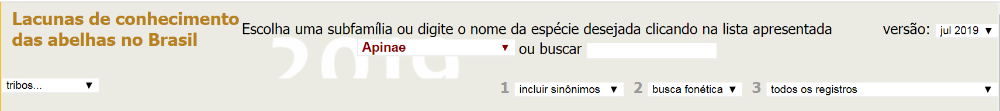 Lacunas de conhecimento
das abelhas no Brasil
Escolha uma subfamília ou digite o nome da espécie desejada clicando na lista apresentada
versão: jul 2019 ▼
2019
Apinae ▼ ou buscar
tribos... ▼
1 incluir sinônimos ▼ 2 busca fonética ▼ 3 todos os registros ▼